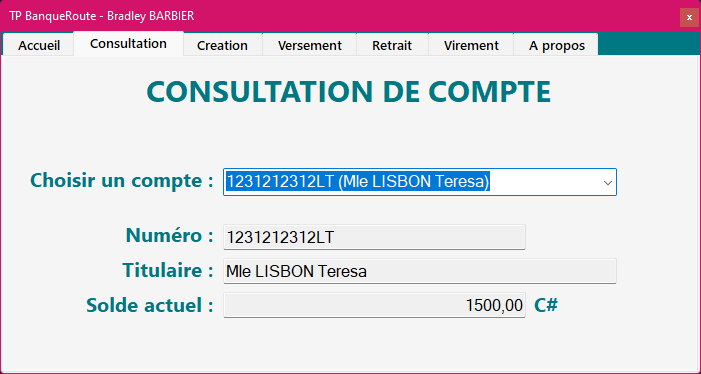 TP BanqueRoute - Bradley BARBIER
Accueil Consultation Creation Versement Retrait Virement A propos
CONSULTATION DE COMPTE
Choisir un compte : 1231212312LT (Mle LISBON Teresa)
Numéro : 1231212312LT
Titulaire : Mle LISBON Teresa
Solde actuel : 1500,00 C#